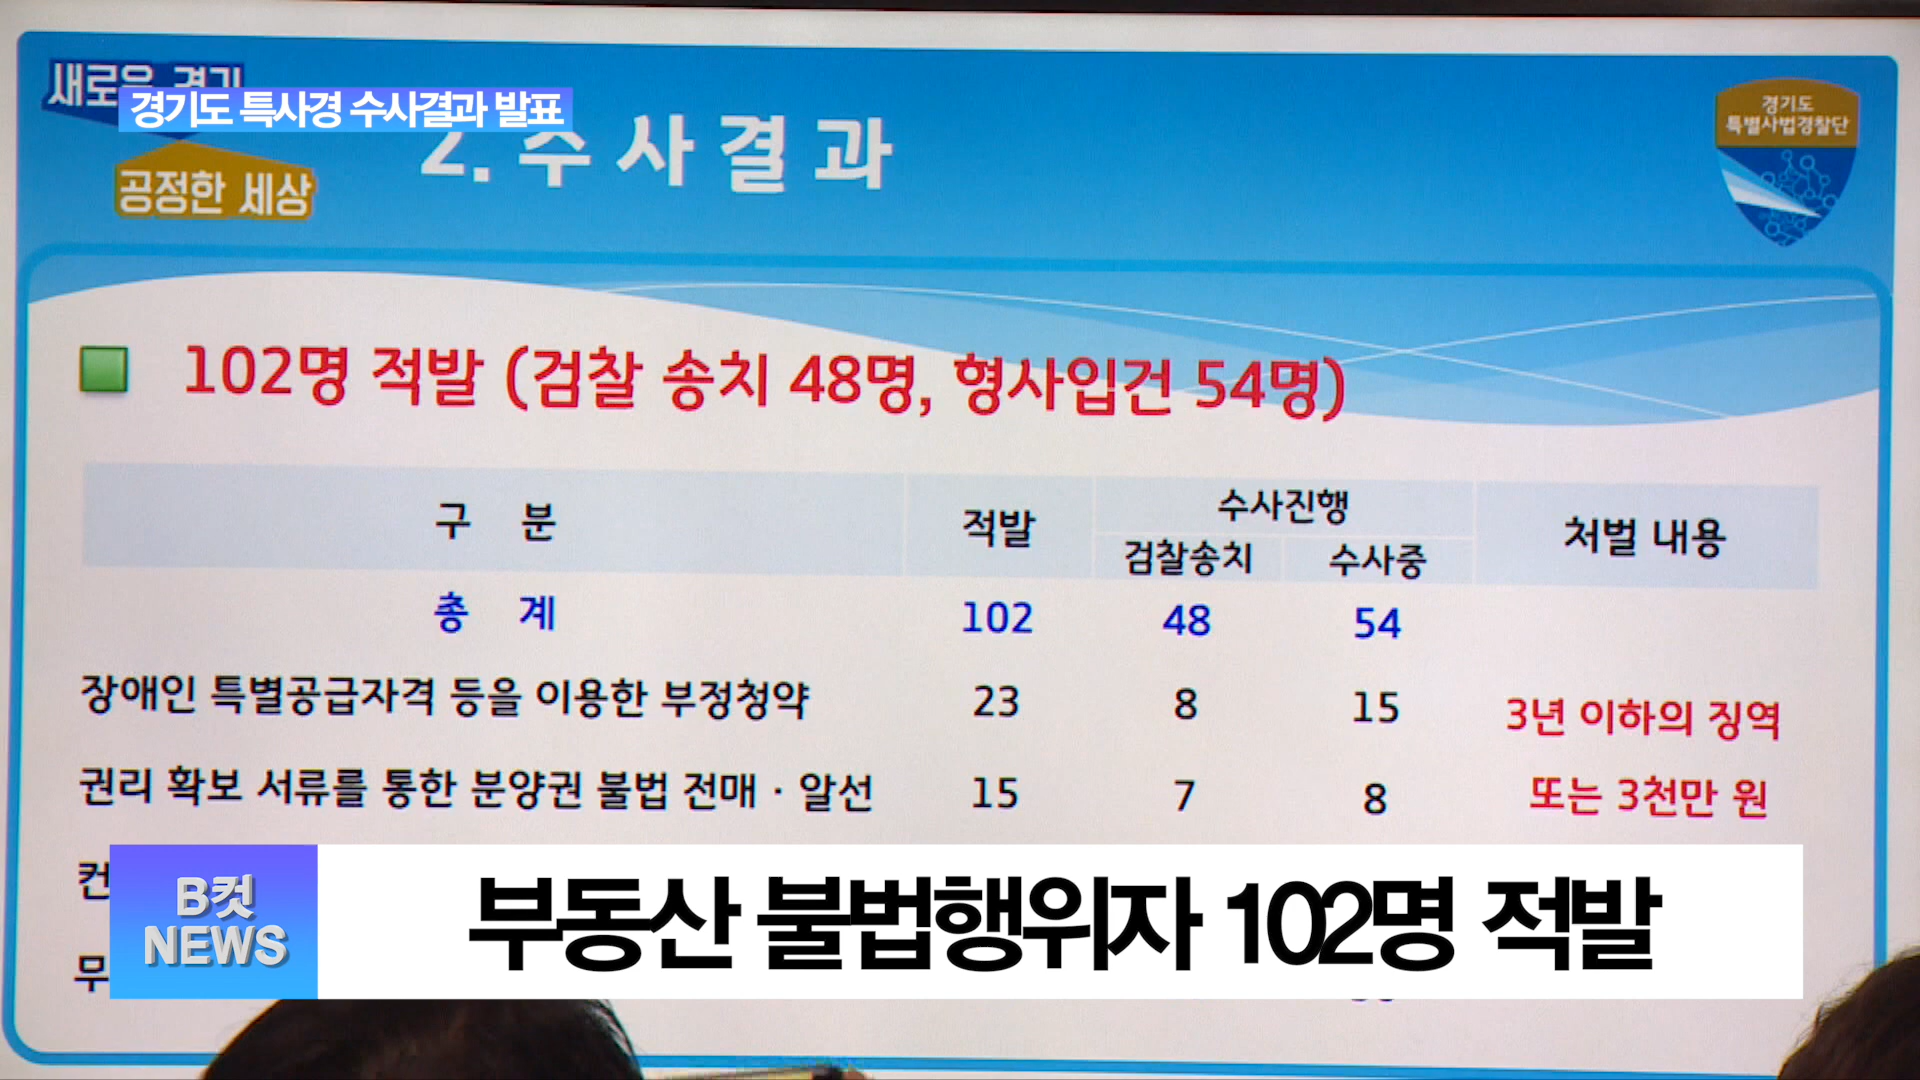 새로운 경기
경기도 특사경 수사결과 발표
공정한 세상
2. 수사결과
경기도
특별사법경찰단
102명 적발 (검찰 송치 48명, 형사입건 54명)
구 분 적발 수사진행 처벌 내용
검찰송치 수사중
총 계 102 48 54
장애인 특별공급자격 등을 이용한 부정청약 23 8 15 3년 이하의 징역
권리 확보 서류를 통한 분양권 불법 전매 · 알선 15 7 8 또는 3천만 원
컨
무
B컷
NEWS
부동산 불법행위자 102명 적발